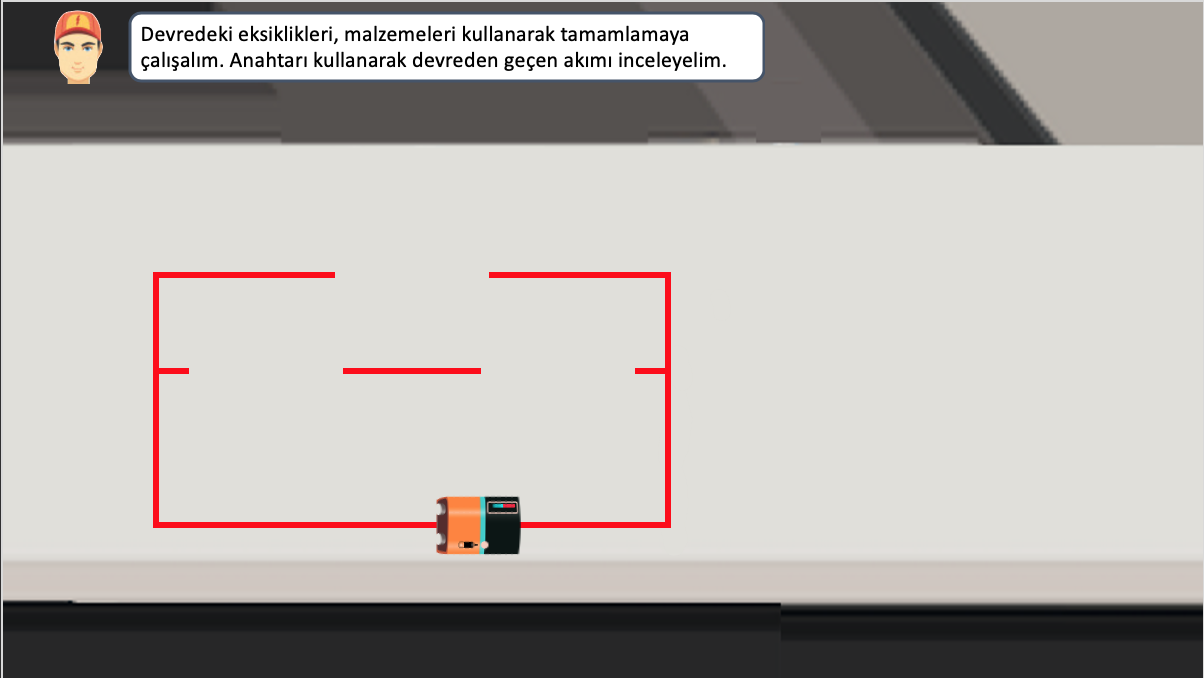 Devredeki eksiklikleri, malzemeleri kullanarak tamamlamaya
çalışalım. Anahtarı kullanarak devreden geçen akımı inceleyelim.